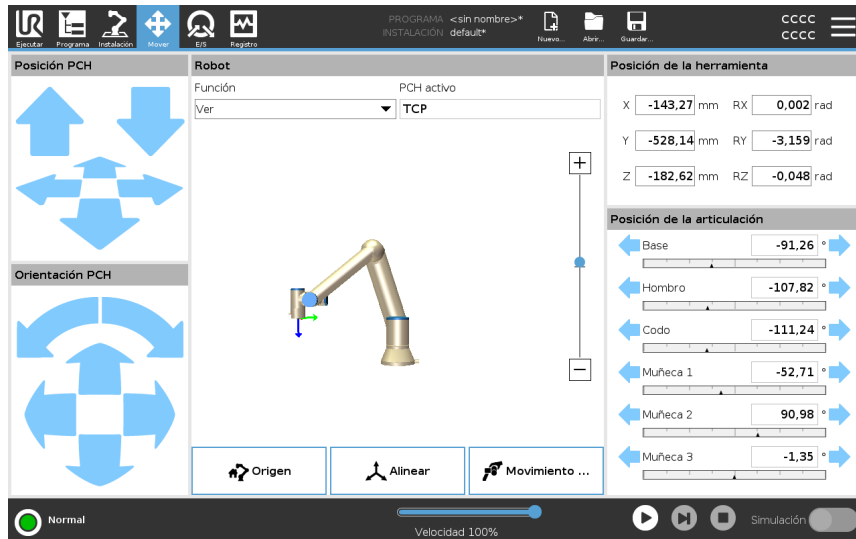 PROGRAMA <sin nombre>*
INSTALACIÓN default*
CCCC
CCCC
Ejecutar Programa Instalación Mover E/S Registro
Nuevo... Abrir... Guardar...
Posición PCH
Robot
Función PCH activo
Ver TCP
Origen Alinear Movimiento ...
Orientación PCH
Posición de la herramienta
X -143,27 mm RX 0,002 rad
Y -528,14 mm RY -3,159 rad
Z -182,62 mm RZ -0,048 rad
Posición de la articulación
Base -91,26 °
Hombro -107,82 °
Codo -111,24 °
Muñeca 1 -52,71 °
Muñeca 2 90,98 °
Muñeca 3 -1,35 °
Normal
Velocidad 100%
Simulación